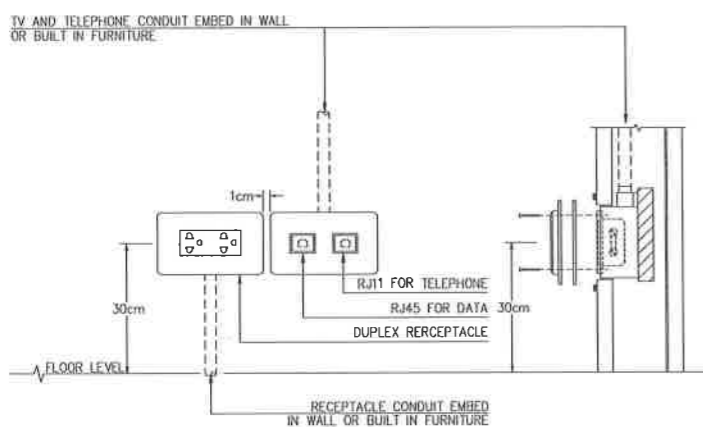 TV AND TELEPHONE CONDUIT EMBED IN WALL
OR BUILT IN FURNITURE
1cm
RJ11 FOR TELEPHONE
RJ45 FOR DATA
30cm
30cm
DUPLEX RERCEPTACLE
FLOOR LEVEL
RECEPTACLE CONDUIT EMBED
IN WALL OR BUILT IN FURNITURE